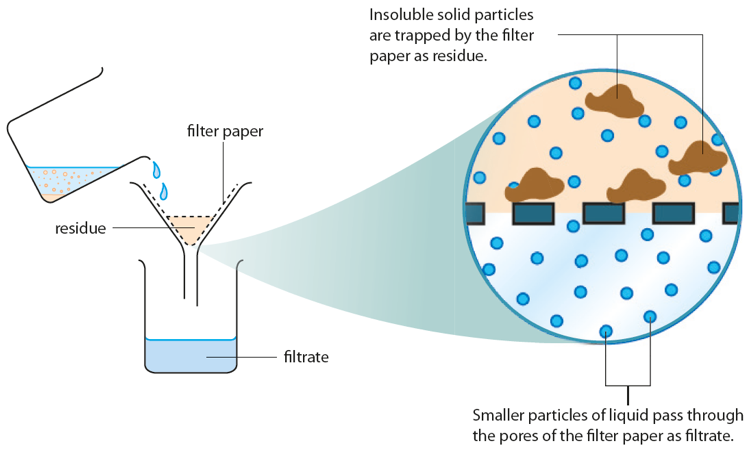 Insoluble solid particles
are trapped by the filter
paper as residue.
filter paper
residue
filtrate
Smaller particles of liquid pass through
the pores of the filter paper as filtrate.